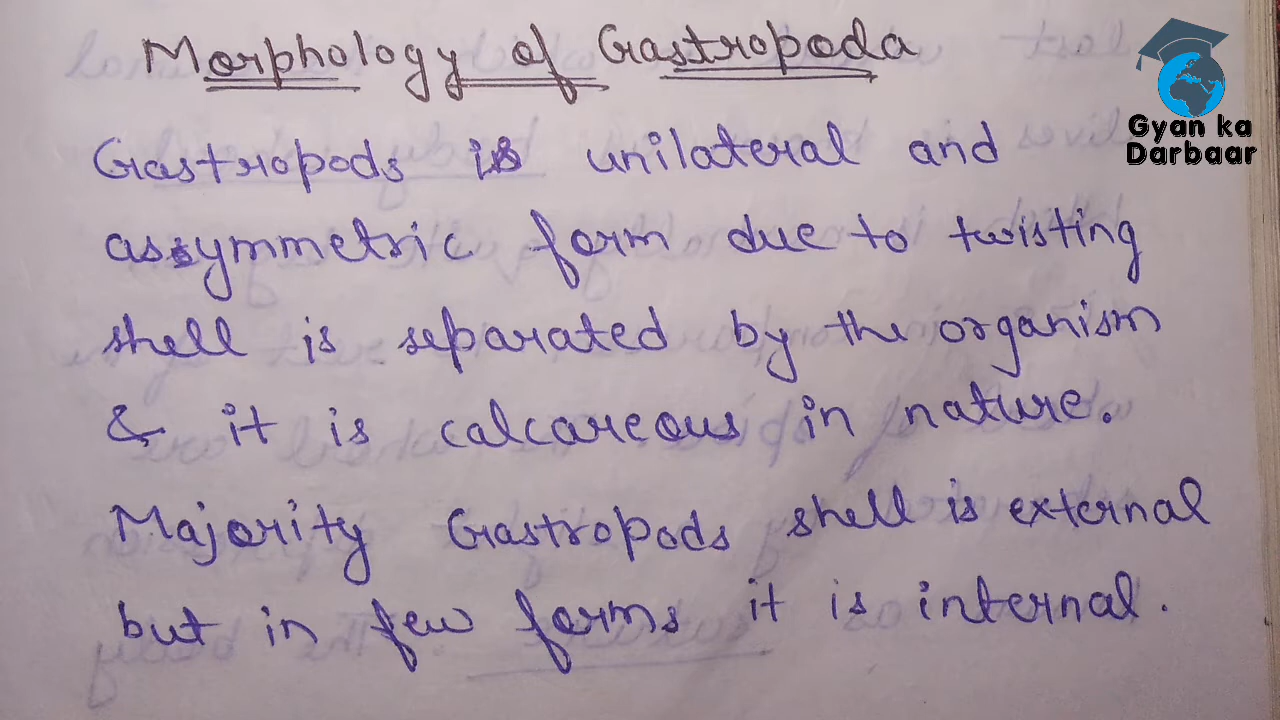 Morphology of Gastropoda
Gyan ka
Darbaar
Gastropods is unilateral and
assymmetric form due to twisting
shell is separated by the organism
& it is calcareous in nature.
Majority Gastropods shell is external
but in few forms it is internal.